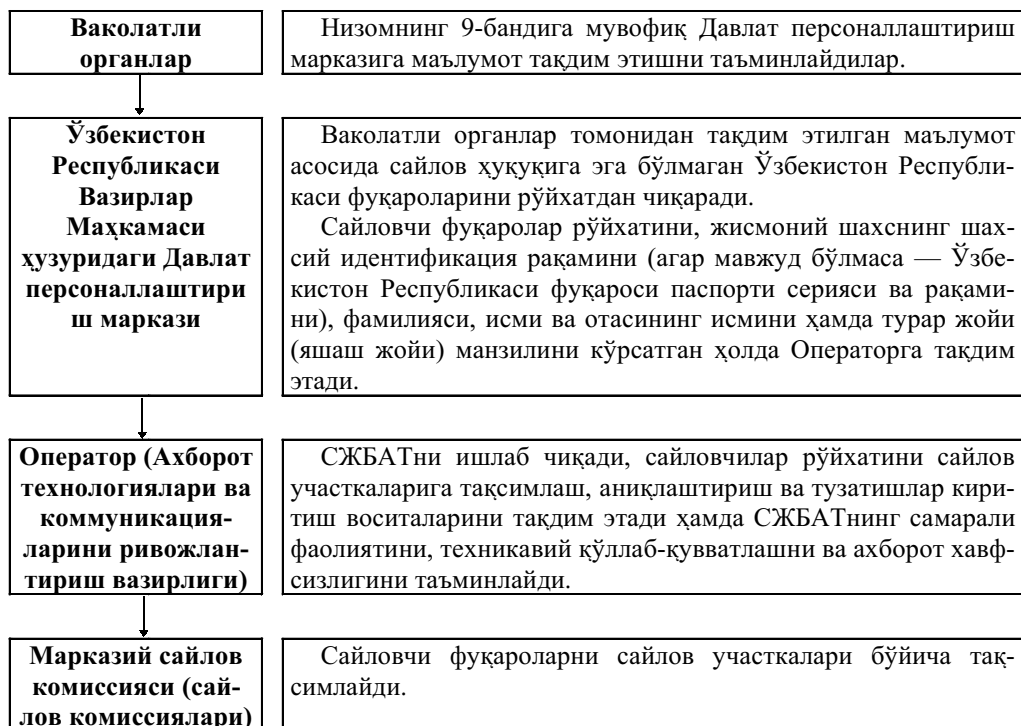 Ваколатли
органлар
Низомнинг 9-бандига мувофиқ Давлат персоналлаштириш
марказига маълумот тақдим этишни таъминлайдилар.
Ўзбекистон
Республикаси
Вазирлар
Маҳкамаси
ҳузуридаги Давлат
персоналлаштири
ш маркази
Ваколатли органлар томонидан тақдим этилган маълумот
асосида сайлов ҳуқуқига эга бўлмаган Ўзбекистон Республи-
каси фуқароларини рўйхатдан чиқаради.
Сайловчи фуқаролар рўйхатини, жисмоний шахснинг шах-
сий идентификация рақамини (агар мавжуд бўлмаса — Ўзбе-
кистон Республикаси фуқароси паспорти серияси ва рақами-
ни), фамилияси, исми ва отасининг исмини ҳамда турар жойи
(яшаш жойи) манзилини кўрсатган ҳолда Операторга тақдим
этади.
Оператор (Ахборот
технологиялари ва
коммуникация-
ларини ривожлан-
тириш вазирлиги)
СЖБАТни ишлаб чиқади, сайловчилар рўйхатини сайлов
участкаларига тақсимлаш, аниқлаштириш ва тузатишлар кири-
тиш воситаларини тақдим этади ҳамда СЖБАТнинг самарали
фаолиятини, техникавий қўллаб-қувватлашни ва ахборот хавф-
сизлигини таъминлайди.
Марказий сайлов
комиссияси (сай-
лов комиссиялари)
Сайловчи фуқароларни сайлов участкалари бўйича тақ-
симлайди.